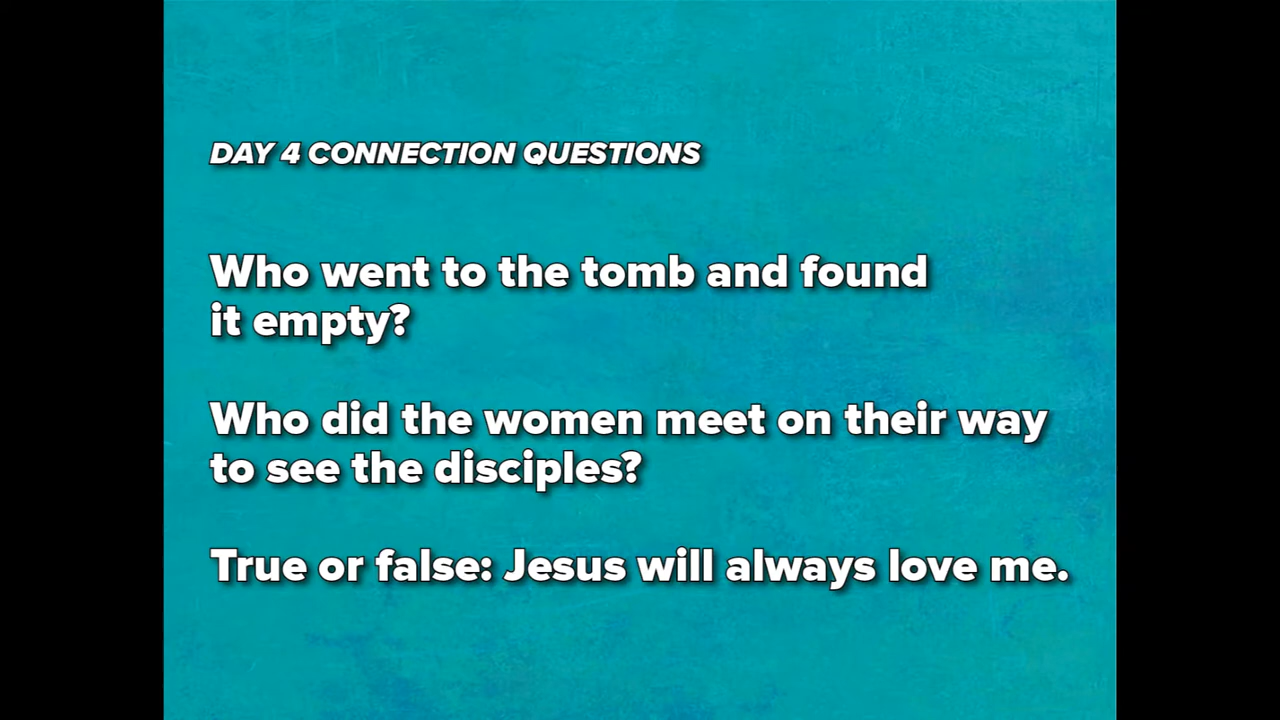 DAY 4 CONNECTION QUESTIONS
Who went to the tomb and found
it empty?
Who did the women meet on their way
to see the disciples?
True or false: Jesus will always love me.